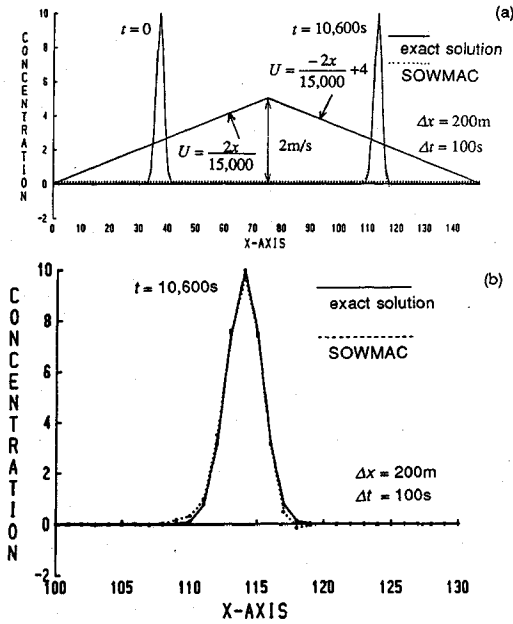 (a)
CONCENTRATION
10
8
6
4
2
0
-2
t = 0
t = 10,600s
exact solution
SOWMAC
U = -2x/15,000 +4
U = 2x/15,000
2m/s
Δx = 200m
Δt = 100s
0 10 20 30 40 50 60 70 80 90 100 110 120 130 140
X-AXIS
(b)
CONCENTRATION
10
8
6
4
2
0
-2
t = 10,600s
exact solution
SOWMAC
Δx = 200m
Δt = 100s
100 105 110 115 120 125 130
X-AXIS